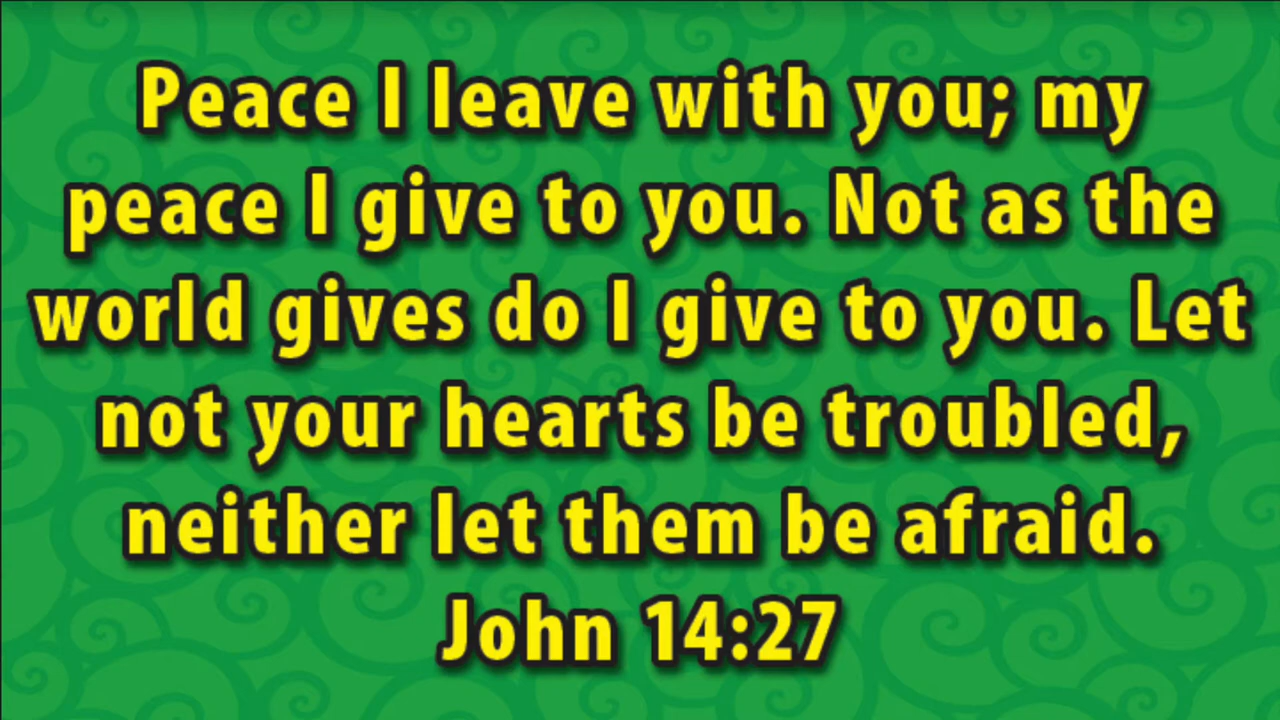 Peace I leave with you; my
peace I give to you. Not as the
world gives do I give to you. Let
not your hearts be troubled,
neither let them be afraid.
John 14:27